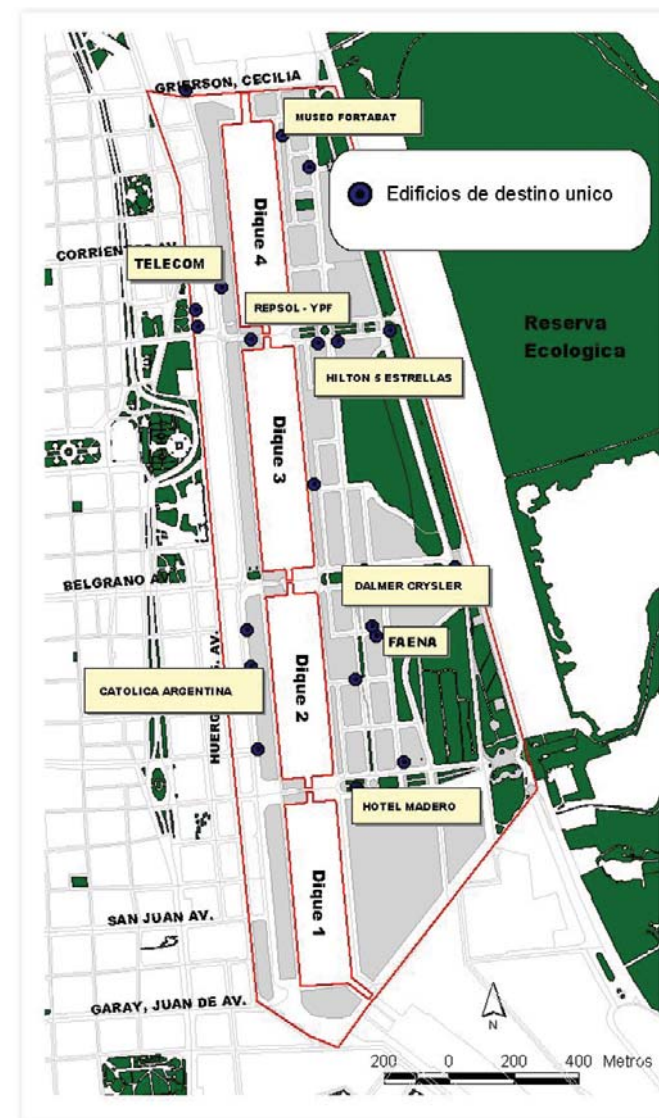 GRIERSON, CECILIA
MUSEO FORTABAT
Edificios de destino unico
Dique 4
CORRIENTES AV.
TELECOM
REPSOL - YPF
Reserva
Ecologica
HILTON 5 ESTRELLAS
Dique 3
BELGRANO AV.
DALMER CRYSLER
FAENA
CATOLICA ARGENTINA
AV.
Dique 2
HOTEL MADERO
Dique 1
SAN JUAN AV.
GARAY, JUAN DE AV.
N
200 0 200 400 Metros